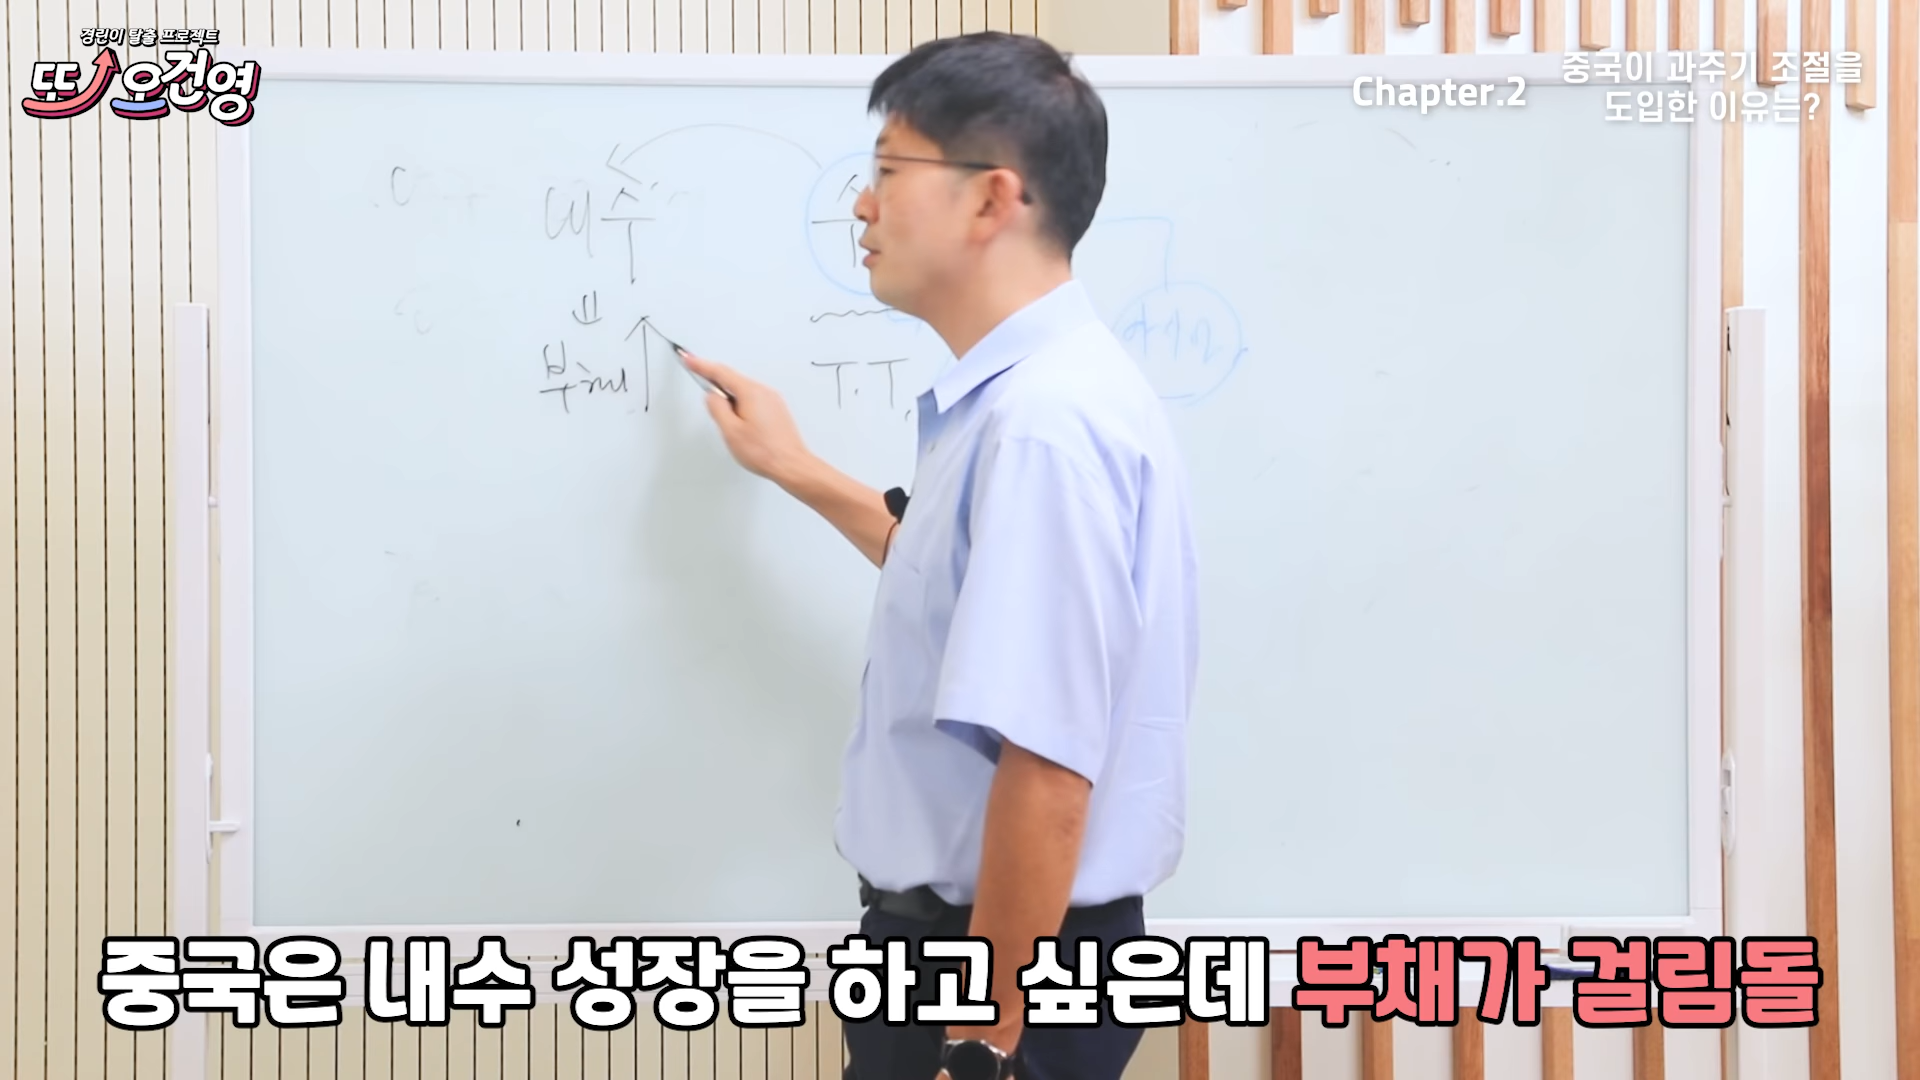 경린이 탈출 프로젝트
또 오건영
Chapter.2
중국이 과주기 조절을
도입한 이유는?
내수
부채
T.T.
중국은 내수 성장을 하고 싶은데 부채가 걸림돌